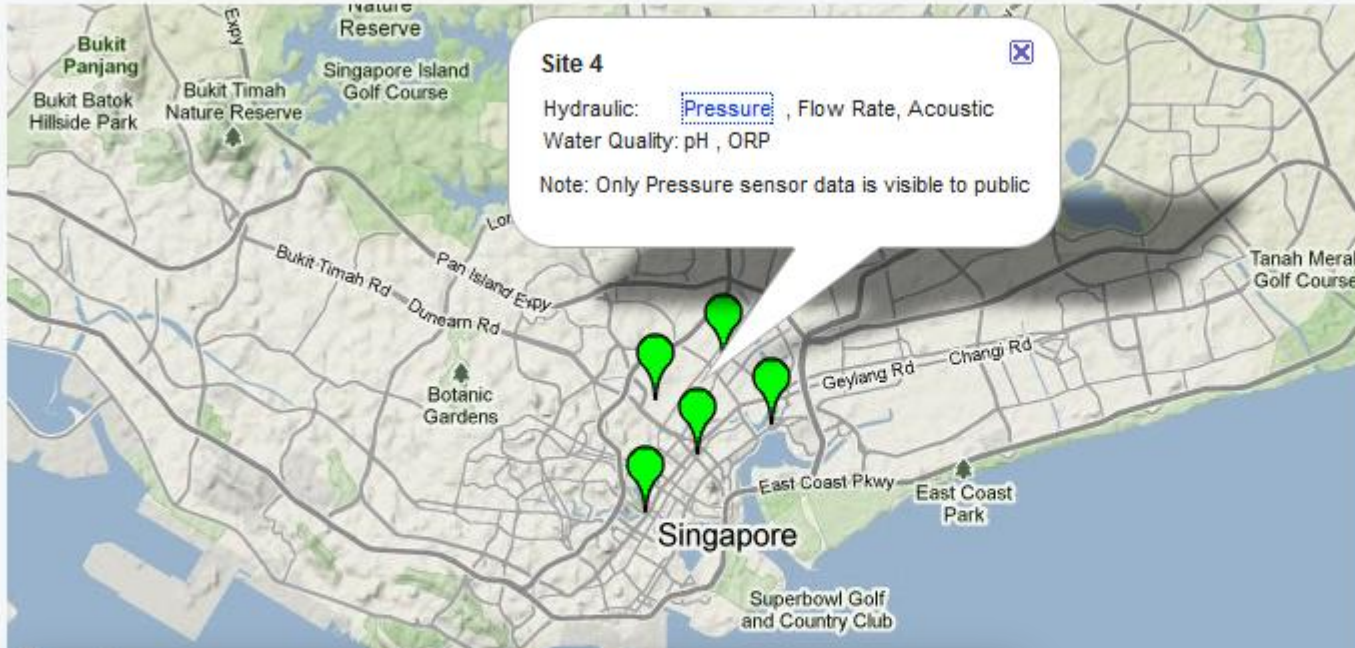 Nature
Reserve
Expy
Bukit
Panjang
Bukit Batok
Hillside Park
Bukit Timah
Nature Reserve
Singapore Island
Golf Course
Site 4
Hydraulic: Pressure , Flow Rate, Acoustic
Water Quality: pH , ORP
Note: Only Pressure sensor data is visible to public
Lor
Bukit Timah Rd
Pan Island Expy
Dunearn Rd
Tanah Merah
Golf Course
Changi Rd
Geylang Rd
Botanic
Gardens
East Coast Pkwy
East Coast
Park
Singapore
Superbowl Golf
and Country Club